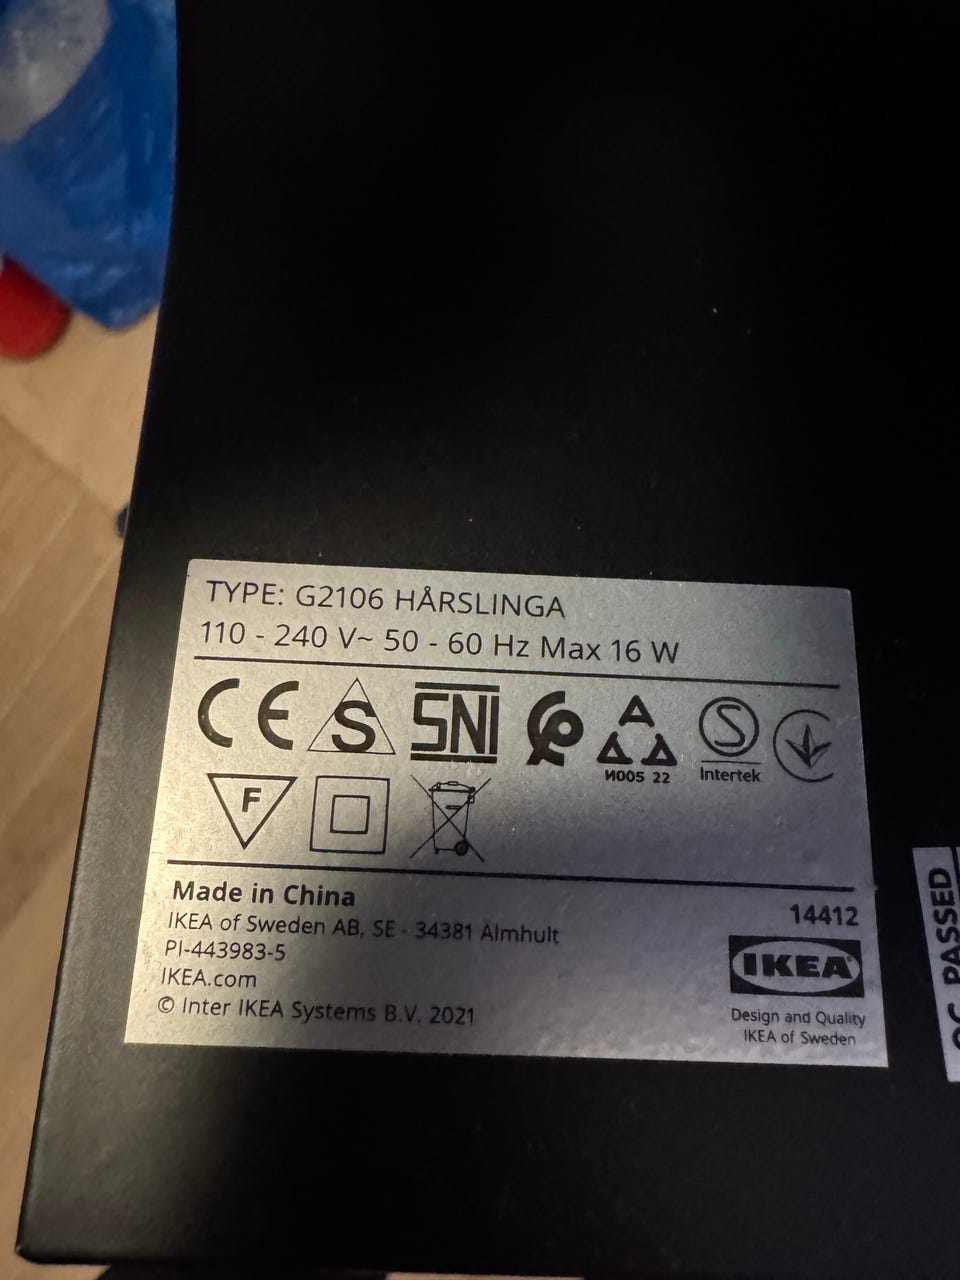 TYPE: G2106 HÅRSLINGA
110 - 240 V~ 50 - 60 Hz Max 16 W
CE S SNI И005 22 S Intertek
F
Made in China
IKEA of Sweden AB, SE - 34381 Älmhult
PI-443983-5
IKEA.com
© Inter IKEA Systems B.V. 2021
14412
IKEA
Design and Quality
IKEA of Sweden
QC PASSED